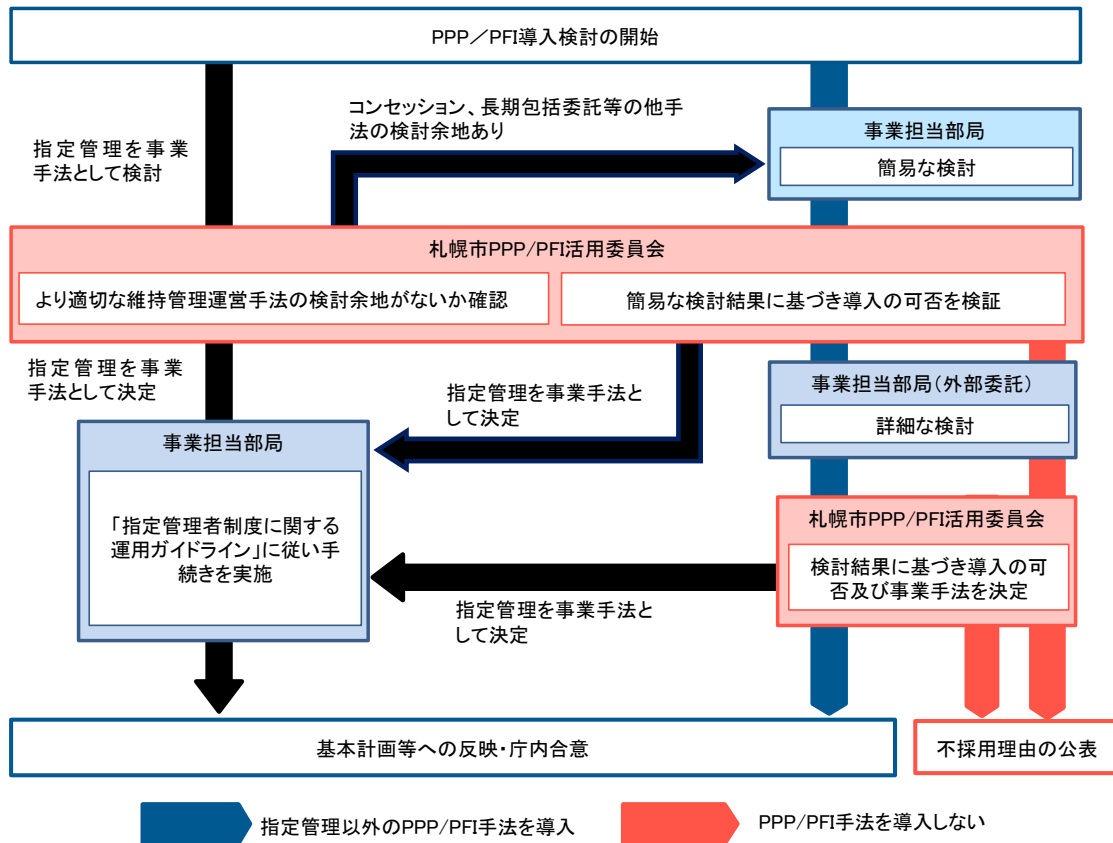 PPP／PFI導入検討の開始
コンセッション、長期包括委託等の他手
法の検討余地あり
指定管理を事業
手法として検討
事業担当部局
簡易な検討
札幌市PPP/PFI活用委員会
より適切な維持管理運営手法の検討余地がないか確認
簡易な検討結果に基づき導入の可否を検証
指定管理を事業
手法として決定
指定管理を事業手法と
して決定
事業担当部局（外部委託）
詳細な検討
事業担当部局
「指定管理者制度に関する
運用ガイドライン」に従い手
続きを実施
札幌市PPP/PFI活用委員会
検討結果に基づき導入の可
否及び事業手法を決定
指定管理を事業手法と
して決定
基本計画等への反映・庁内合意
不採用理由の公表
指定管理以外のPPP/PFI手法を導入
PPP/PFI手法を導入しない